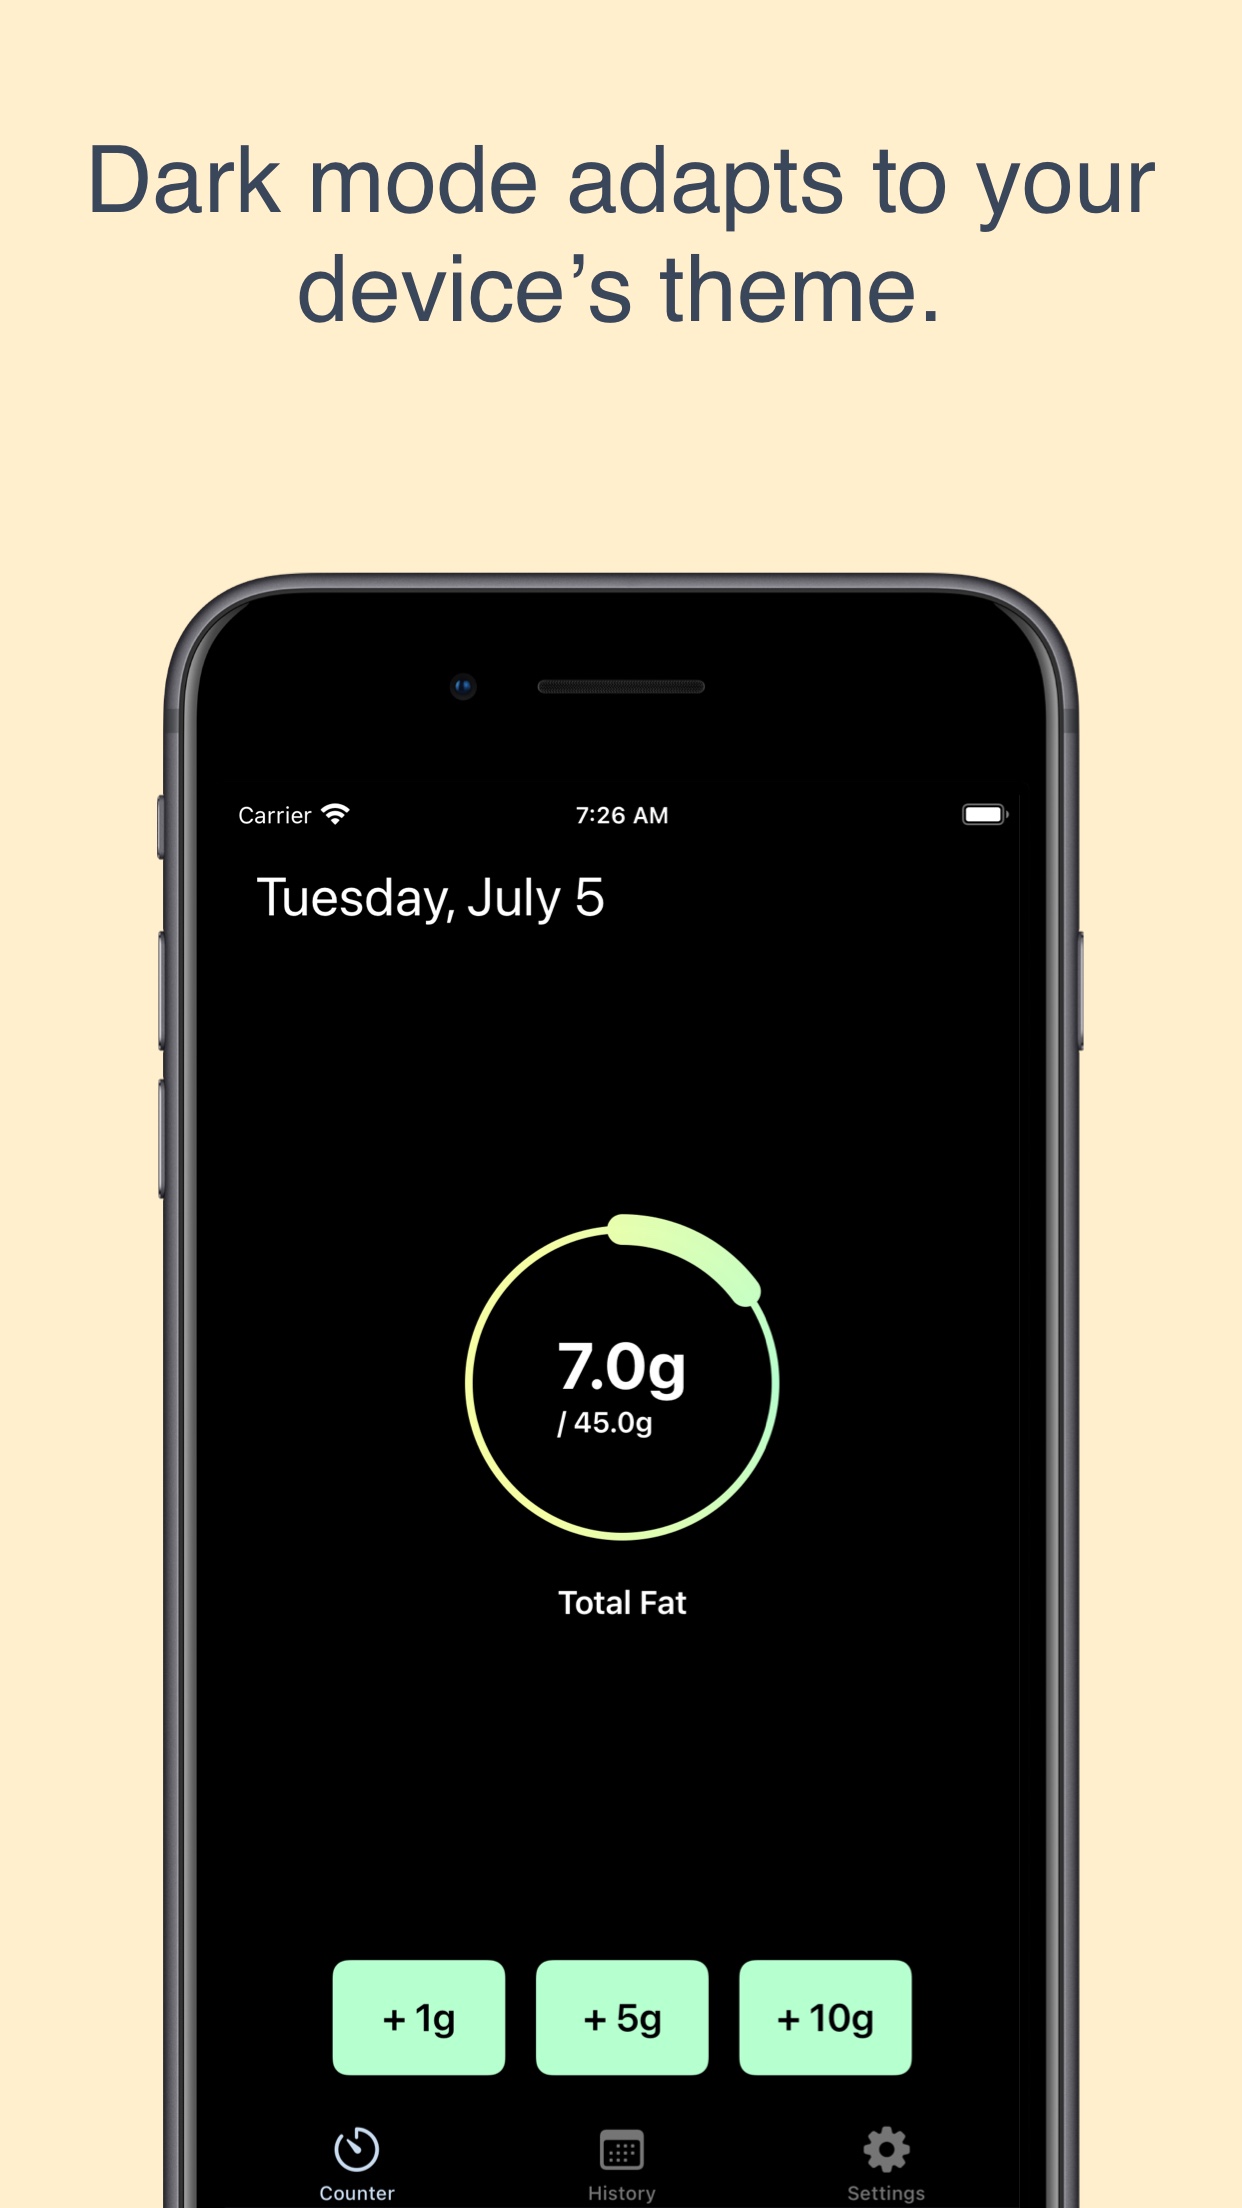 Dark mode adapts to your
device’s theme.
Carrier 7:26 AM
Tuesday, July 5
7.0g
/ 45.0g
Total Fat
+ 1g + 5g + 10g
Counter History Settings